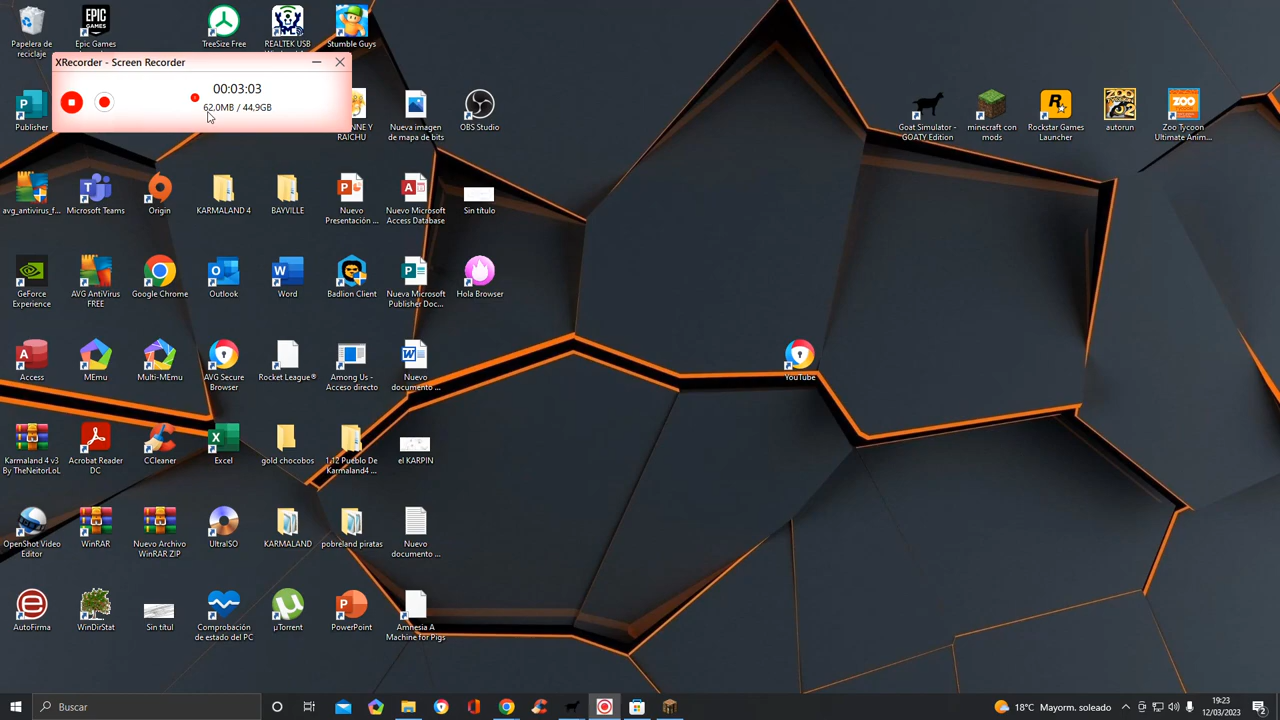 Papelera de
reciclaje
Epic Games
TreeSize Free
REALTEK USB
Stumble Guys
XRecorder - Screen Recorder
00:03:03
62.0MB / 44.9GB
Publisher
NNE Y
RAICHU
Nueva imagen
de mapa de bits
OBS Studio
Goat Simulator -
GOATY Edition
minecraft con
mods
Rockstar Games
Launcher
autorun
Zoo Tycoon
Ultimate Anim...
avg_antivirus_f...
Microsoft Teams
Origin
KARMALAND 4
BAYVILLE
Nuevo
Presentación ...
Nuevo Microsoft
Access Database
Sin título
GeForce
Experience
AVG AntiVirus
FREE
Google Chrome
Outlook
Word
Badlion Client
Nueva Microsoft
Publisher Doc...
Hola Browser
Access
MEmu
Multi-MEmu
AVG Secure
Browser
Rocket League®
Among Us -
Acceso directo
Nuevo
documento ...
YouTube
Karmaland 4 v3
By TheNeitorLoL
Acrobat Reader
DC
CCleaner
Excel
gold chocobos
1.12 Pueblo De
Karmaland4 ...
el KARPIN
OpenShot Video
Editor
WinRAR
Nuevo Archivo
WinRAR ZIP
UltraISO
KARMALAND
pobreland piratas
Nuevo
documento ...
AutoFirma
WinDirStat
Sin títul
Comprobación
de estado del PC
µTorrent
PowerPoint
Amnesia A
Machine for Pigs
Buscar
18°C Mayorm. soleado
19:23
12/03/2023
2